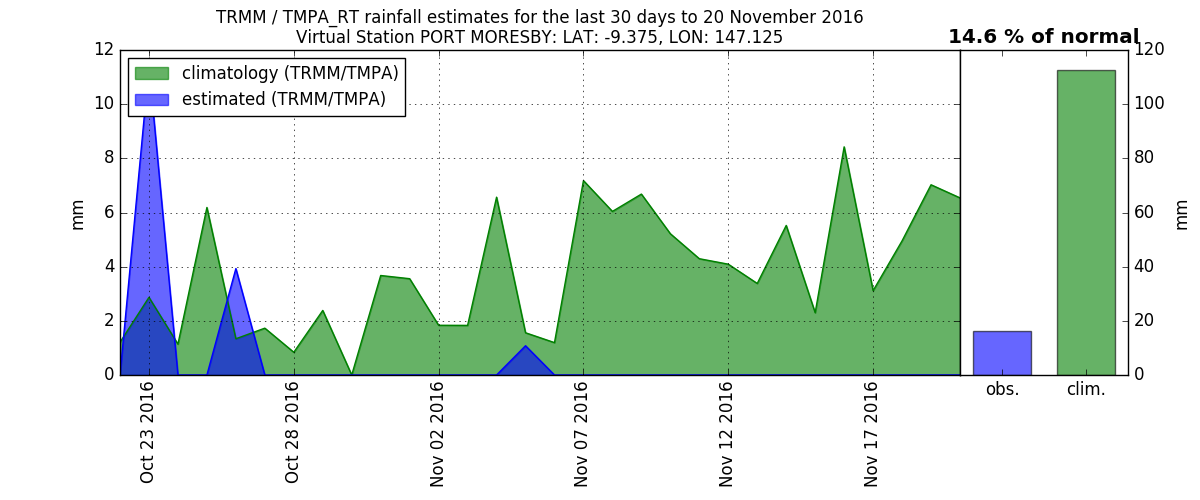 TRMM / TMPA_RT rainfall estimates for the last 30 days to 20 November 2016
Virtual Station PORT MORESBY: LAT: -9.375, LON: 147.125
14.6 % of normal
climatology (TRMM/TMPA)
estimated (TRMM/TMPA)
12
10
8
6
4
2
0
mm
Oct 23 2016
Oct 28 2016
Nov 02 2016
Nov 07 2016
Nov 12 2016
Nov 17 2016
120
100
80
60
40
20
0
mm
obs.
clim.